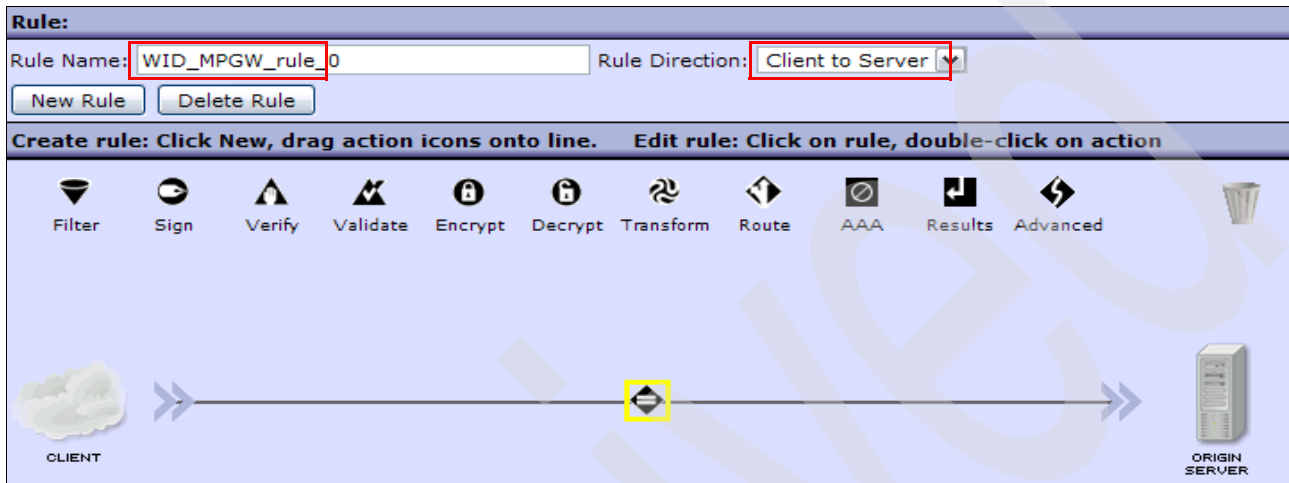 Rule:
Rule Name: WID_MPGW_rule_0 Rule Direction: Client to Server
New Rule Delete Rule
Create rule: Click New, drag action icons onto line. Edit rule: Click on rule, double-click on action
Filter Sign Verify Validate Encrypt Decrypt Transform Route AAA Results Advanced
CLIENT
ORIGIN
SERVER